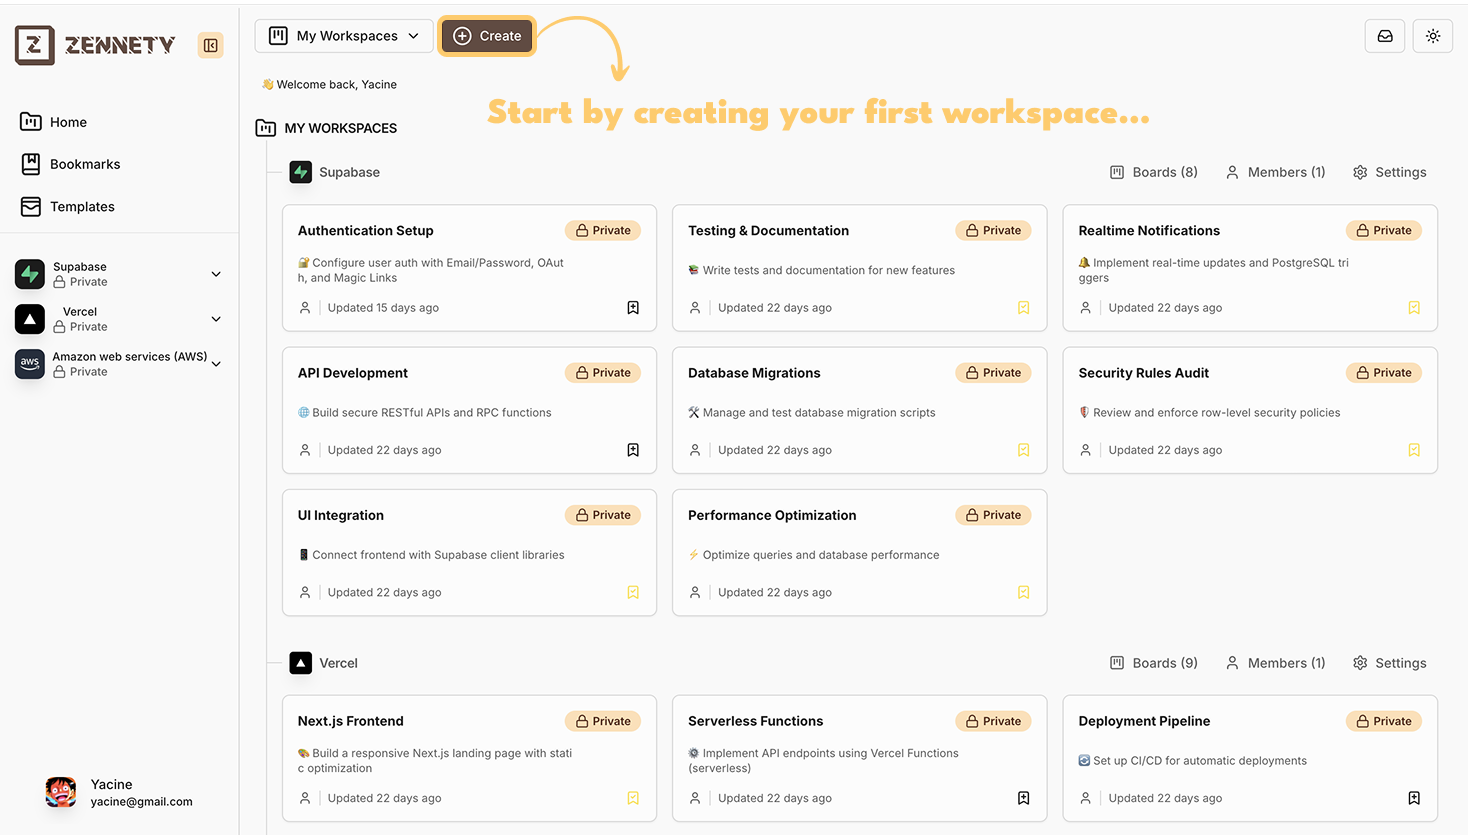 ZENNETY
My Workspaces
Create
Home
Bookmarks
Templates
Supabase
Private
Vercel
Private
aws
Amazon web services (AWS)
Private
Yacine
yacine@gmail.com
👋 Welcome back, Yacine
Start by creating your first workspace...
MY WORKSPACES
Supabase
Boards (8)
Members (1)
Settings
Authentication Setup
Private
🔐 Configure user auth with Email/Password, OAut
h, and Magic Links
Updated 15 days ago
Testing & Documentation
Private
📚 Write tests and documentation for new features
Updated 22 days ago
Realtime Notifications
Private
🔔 Implement real-time updates and PostgreSQL tri
ggers
Updated 22 days ago
API Development
Private
🌐 Build secure RESTful APIs and RPC functions
Updated 22 days ago
Database Migrations
Private
🛠 Manage and test database migration scripts
Updated 22 days ago
Security Rules Audit
Private
🛡 Review and enforce row-level security policies
Updated 22 days ago
UI Integration
Private
📱 Connect frontend with Supabase client libraries
Updated 22 days ago
Performance Optimization
Private
⚡ Optimize queries and database performance
Updated 22 days ago
Vercel
Boards (9)
Members (1)
Settings
Next.js Frontend
Private
🎨 Build a responsive Next.js landing page with stati
c optimization
Updated 22 days ago
Serverless Functions
Private
⚙️ Implement API endpoints using Vercel Functions
(serverless)
Updated 22 days ago
Deployment Pipeline
Private
🔄 Set up CI/CD for automatic deployments
Updated 22 days ago